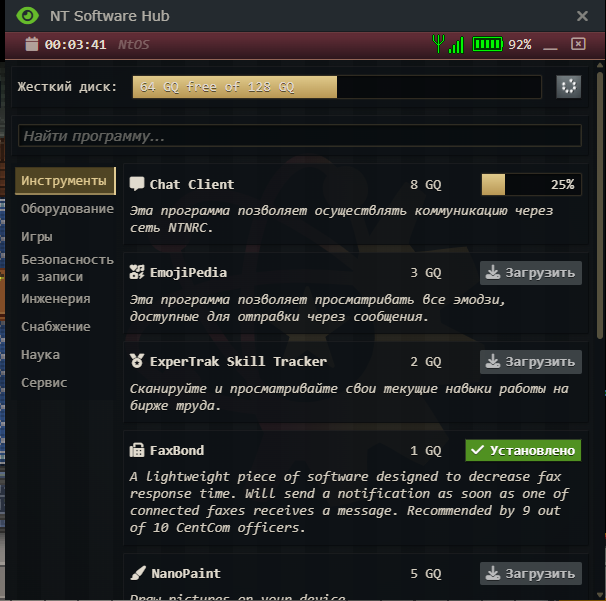 NT Software Hub
00:03:41 NtOS 92%
Жесткий диск: 64 GQ free of 128 GQ
Найти программу...
Инструменты
Оборудование
Игры
Безопасность
и записи
Инженерия
Снабжение
Наука
Сервис
Chat Client 8 GQ 25%
Эта программа позволяет осуществлять коммуникацию через
сеть NTNRC.
EmojiPedia 3 GQ Загрузить
Эта программа позволяет просматривать все эмодзи,
доступные для отправки через сообщения.
ExperTrak Skill Tracker 2 GQ Загрузить
Сканируйте и просматривайте свои текущие навыки работы на
бирже труда.
FaxBond 1 GQ Установлено
A lightweight piece of software designed to decrease fax
response time. Will send a notification as soon as one of
connected faxes receives a message. Recommended by 9 out
of 10 CentCom officers.
NanoPaint 5 GQ Загрузить
Draw pictures on your device